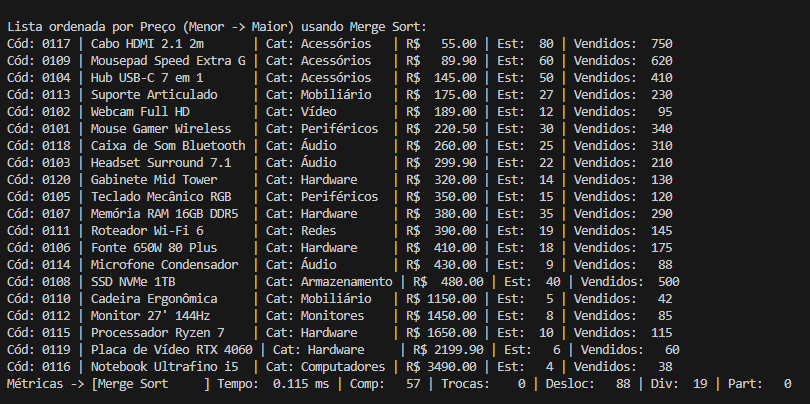 Lista ordenada por Preço (Menor -> Maior) usando Merge Sort:
Cód: 0117 | Cabo HDMI 2.1 2m      | Cat: Acessórios   | R$   55.00 | Est:  80 | Vendidos:  750
Cód: 0109 | Mousepad Speed Extra G | Cat: Acessórios   | R$   89.90 | Est:  60 | Vendidos:  620
Cód: 0104 | Hub USB-C 7 em 1      | Cat: Acessórios   | R$  145.00 | Est:  50 | Vendidos:  410
Cód: 0113 | Suporte Articulado    | Cat: Mobiliário   | R$  175.00 | Est:  27 | Vendidos:  230
Cód: 0102 | Webcam Full HD        | Cat: Vídeo        | R$  189.00 | Est:  12 | Vendidos:   95
Cód: 0101 | Mouse Gamer Wireless  | Cat: Periféricos  | R$  220.50 | Est:  30 | Vendidos:  340
Cód: 0118 | Caixa de Som Bluetooth | Cat: Áudio        | R$  260.00 | Est:  25 | Vendidos:  310
Cód: 0103 | Headset Surround 7.1  | Cat: Áudio        | R$  299.90 | Est:  22 | Vendidos:  210
Cód: 0120 | Gabinete Mid Tower    | Cat: Hardware     | R$  320.00 | Est:  14 | Vendidos:  130
Cód: 0105 | Teclado Mecânico RGB  | Cat: Periféricos  | R$  350.00 | Est:  15 | Vendidos:  120
Cód: 0107 | Memória RAM 16GB DDR5 | Cat: Hardware     | R$  380.00 | Est:  35 | Vendidos:  290
Cód: 0111 | Roteador Wi-Fi 6      | Cat: Redes        | R$  390.00 | Est:  19 | Vendidos:  145
Cód: 0106 | Fonte 650W 80 Plus    | Cat: Hardware     | R$  410.00 | Est:  18 | Vendidos:  175
Cód: 0114 | Microfone Condensador | Cat: Áudio        | R$  430.00 | Est:   9 | Vendidos:   88
Cód: 0108 | SSD NVMe 1TB          | Cat: Armazenamento | R$  480.00 | Est:  40 | Vendidos:  500
Cód: 0110 | Cadeira Ergonômica    | Cat: Mobiliário   | R$ 1150.00 | Est:   5 | Vendidos:   42
Cód: 0112 | Monitor 27' 144Hz     | Cat: Monitores    | R$ 1450.00 | Est:   8 | Vendidos:   85
Cód: 0115 | Processador Ryzen 7   | Cat: Hardware     | R$ 1650.00 | Est:  10 | Vendidos:  115
Cód: 0119 | Placa de Vídeo RTX 4060 | Cat: Hardware     | R$ 2199.90 | Est:   6 | Vendidos:   60
Cód: 0116 | Notebook Ultrafino i5 | Cat: Computadores | R$ 3490.00 | Est:   4 | Vendidos:   38
Métricas -> [Merge Sort     ] Tempo:  0.115 ms | Comp:   57 | Trocas:    0 | Desloc:   88 | Div:  19 | Part:   0